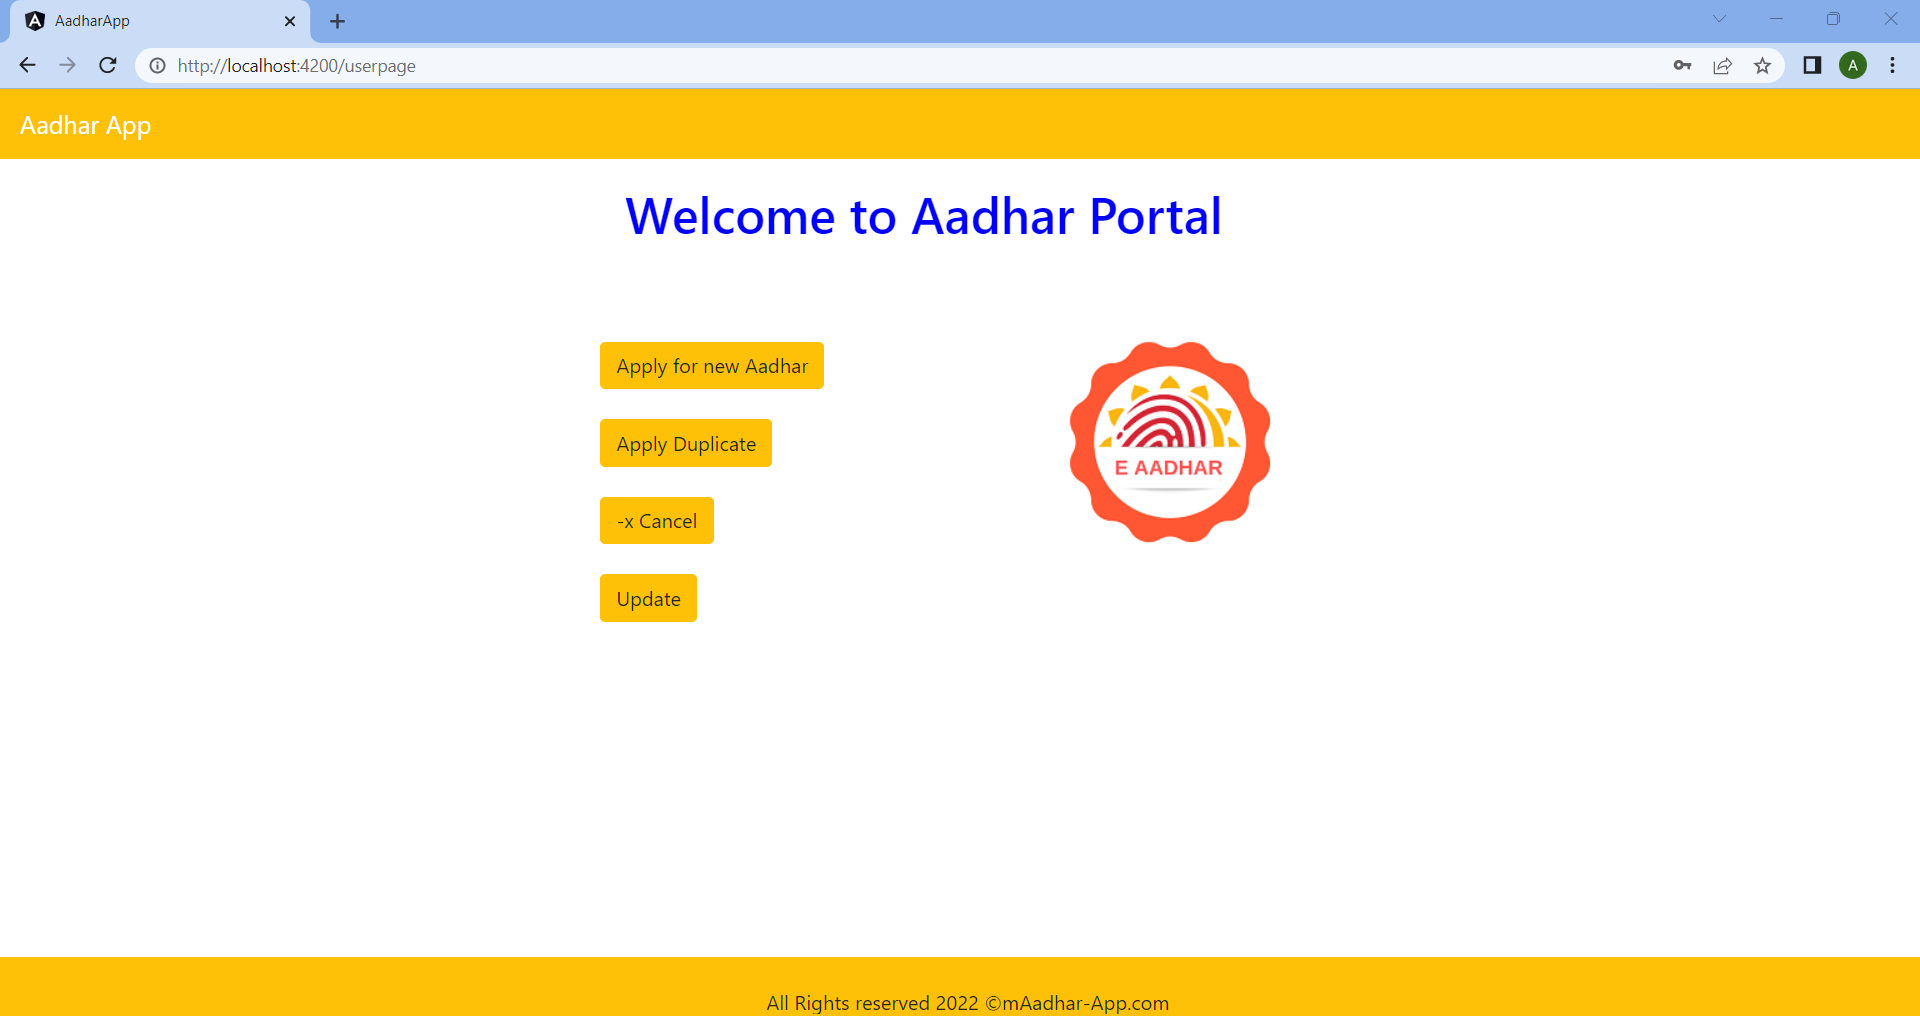 AadharApp
http://localhost:4200/userpage
A
Aadhar App
Welcome to Aadhar Portal
Apply for new Aadhar
Apply Duplicate
-x Cancel
Update
E AADHAR
All Rights reserved 2022 ©mAadhar-App.com